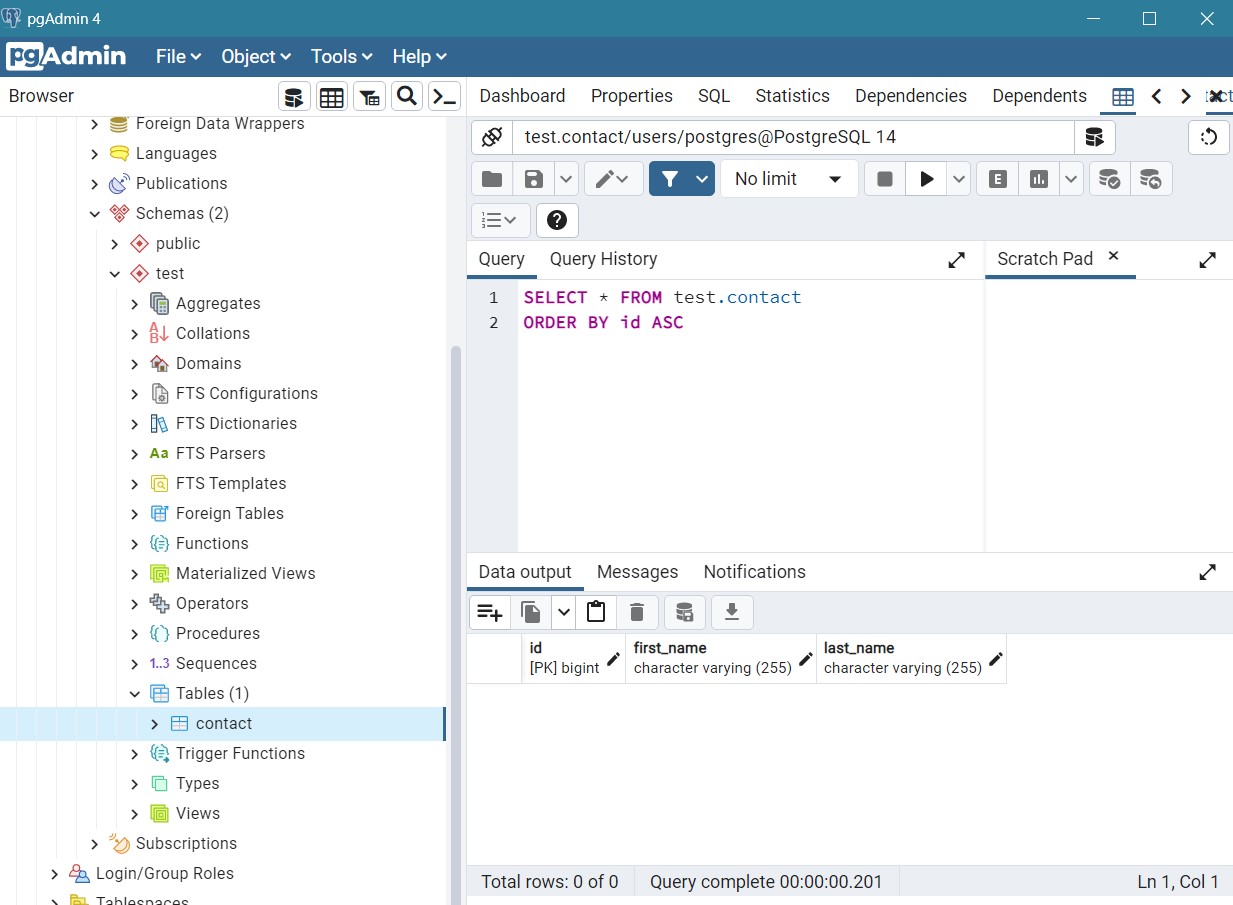 pgAdmin 4
pgAdmin File Object Tools Help
Browser
Dashboard Properties SQL Statistics Dependencies Dependents
Foreign Data Wrappers
Languages
Publications
Schemas (2)
public
test
Aggregates
Collations
Domains
FTS Configurations
FTS Dictionaries
Aa FTS Parsers
FTS Templates
Foreign Tables
Functions
Materialized Views
Operators
Procedures
1..3 Sequences
Tables (1)
contact
Trigger Functions
Types
Views
Subscriptions
Login/Group Roles
Tablespaces
test.contact/users/postgres@PostgreSQL 14
No limit
E
Query Query History
Scratch Pad
1 SELECT * FROM test.contact
2 ORDER BY id ASC
Data output Messages Notifications
id first_name last_name
[PK] bigint character varying (255) character varying (255)
Total rows: 0 of 0 Query complete 00:00:00.201 Ln 1, Col 1